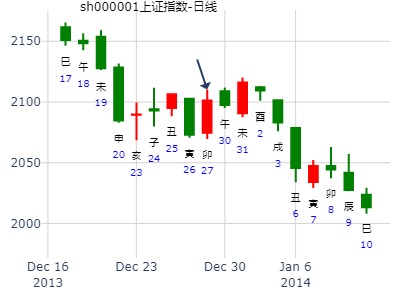 sh000001上证指数-日线
2150
2100
2050
2000
巳
17
午
18
未
19
申
20
亥
23
子
24
丑
25
寅
26
卯
27
午
30
未
31
酉
2
戌
3
丑
6
寅
7
卯
8
辰
9
巳
10
Dec 16
2013
Dec 23
Dec 30
Jan 6
2014